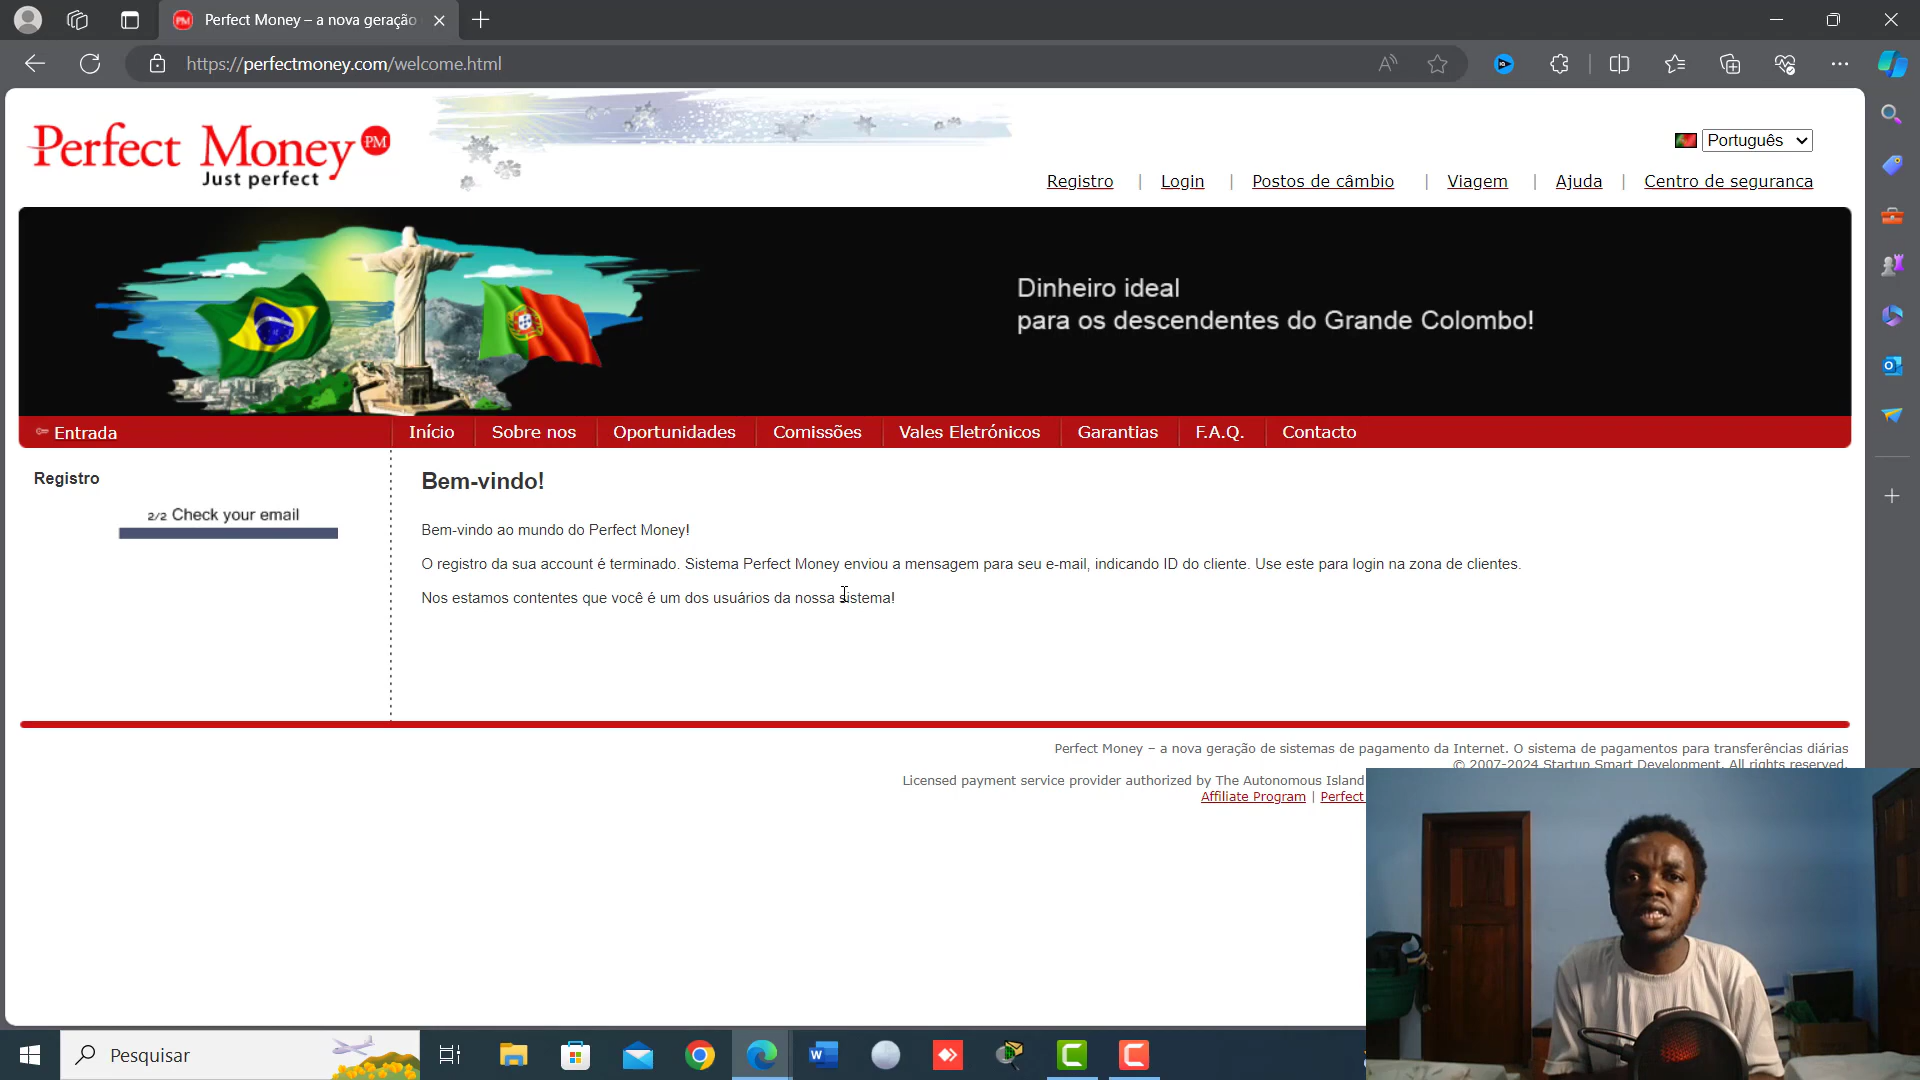 Perfect Money – a nova geração
https://perfectmoney.com/welcome.html
Perfect Money PM
Just perfect
Português
Registro | Login | Postos de câmbio | Viagem | Ajuda | Centro de seguranca
Dinheiro ideal
para os descendentes do Grande Colombo!
Entrada
Início
Sobre nos
Oportunidades
Comissões
Vales Eletrónicos
Garantias
F.A.Q.
Contacto
Registro
2/2 Check your email
Bem-vindo!
Bem-vindo ao mundo do Perfect Money!
O registro da sua account é terminado. Sistema Perfect Money enviou a mensagem para seu e-mail, indicando ID do cliente. Use este para login na zona de clientes.
Nos estamos contentes que você é um dos usuários da nossa sistema!
Perfect Money – a nova geração de sistemas de pagamento da Internet. O sistema de pagamentos para transferências diárias
© 2007-2024 Startup Smart Development. All rights reserved.
Licensed payment service provider authorized by The Autonomous Island
Affiliate Program | Perfect
Pesquisar